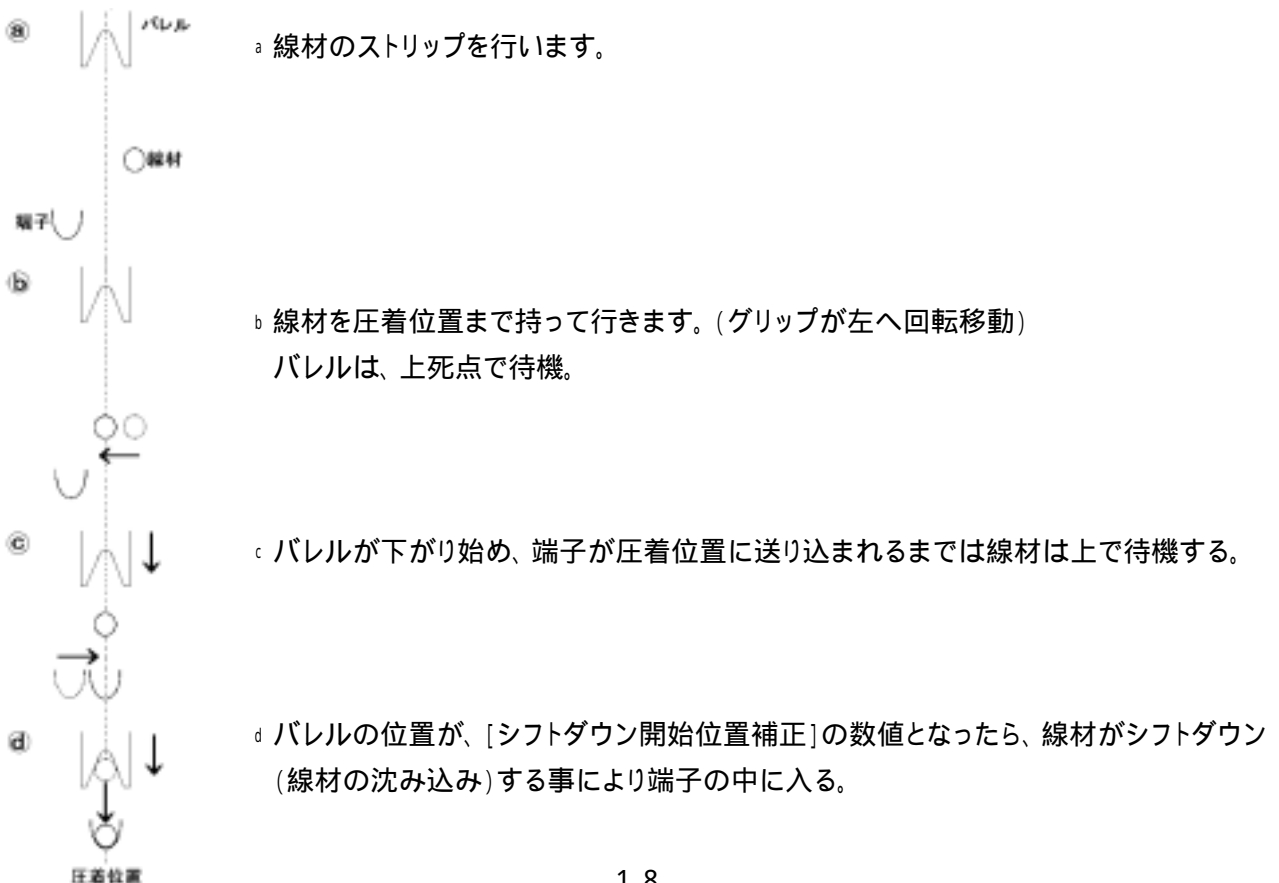 ⓐ バレル
a 線材のストリップを行います。
線材
端子
ⓑ
b 線材を圧着位置まで持って行きます。(グリップが左へ回転移動)
バレルは、上死点で待機。
ⓒ
c バレルが下がり始め、端子が圧着位置に送り込まれるまでは線材は上で待機する。
ⓓ
d バレルの位置が、[シフトダウン開始位置補正]の数値となったら、線材がシフトダウン
(線材の沈み込み)する事により端子の中に入る。
圧着位置
1 8